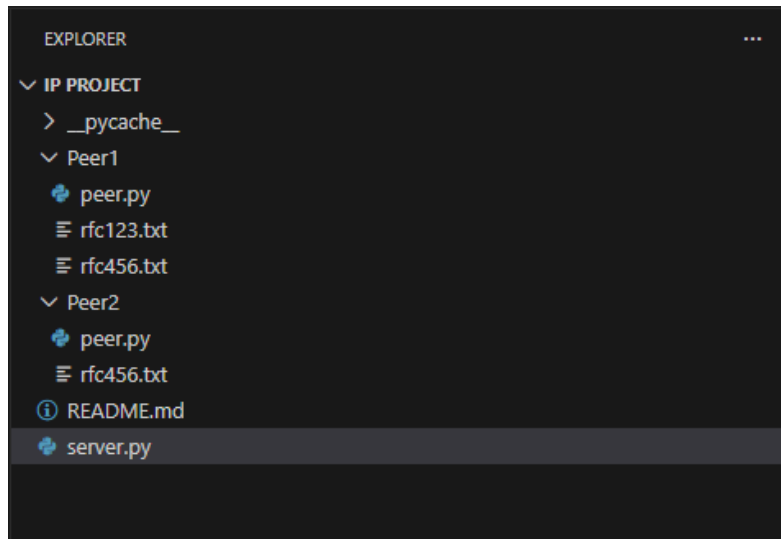 EXPLORER
IP PROJECT
__pycache__
Peer1
peer.py
rfc123.txt
rfc456.txt
Peer2
peer.py
rfc456.txt
README.md
server.py